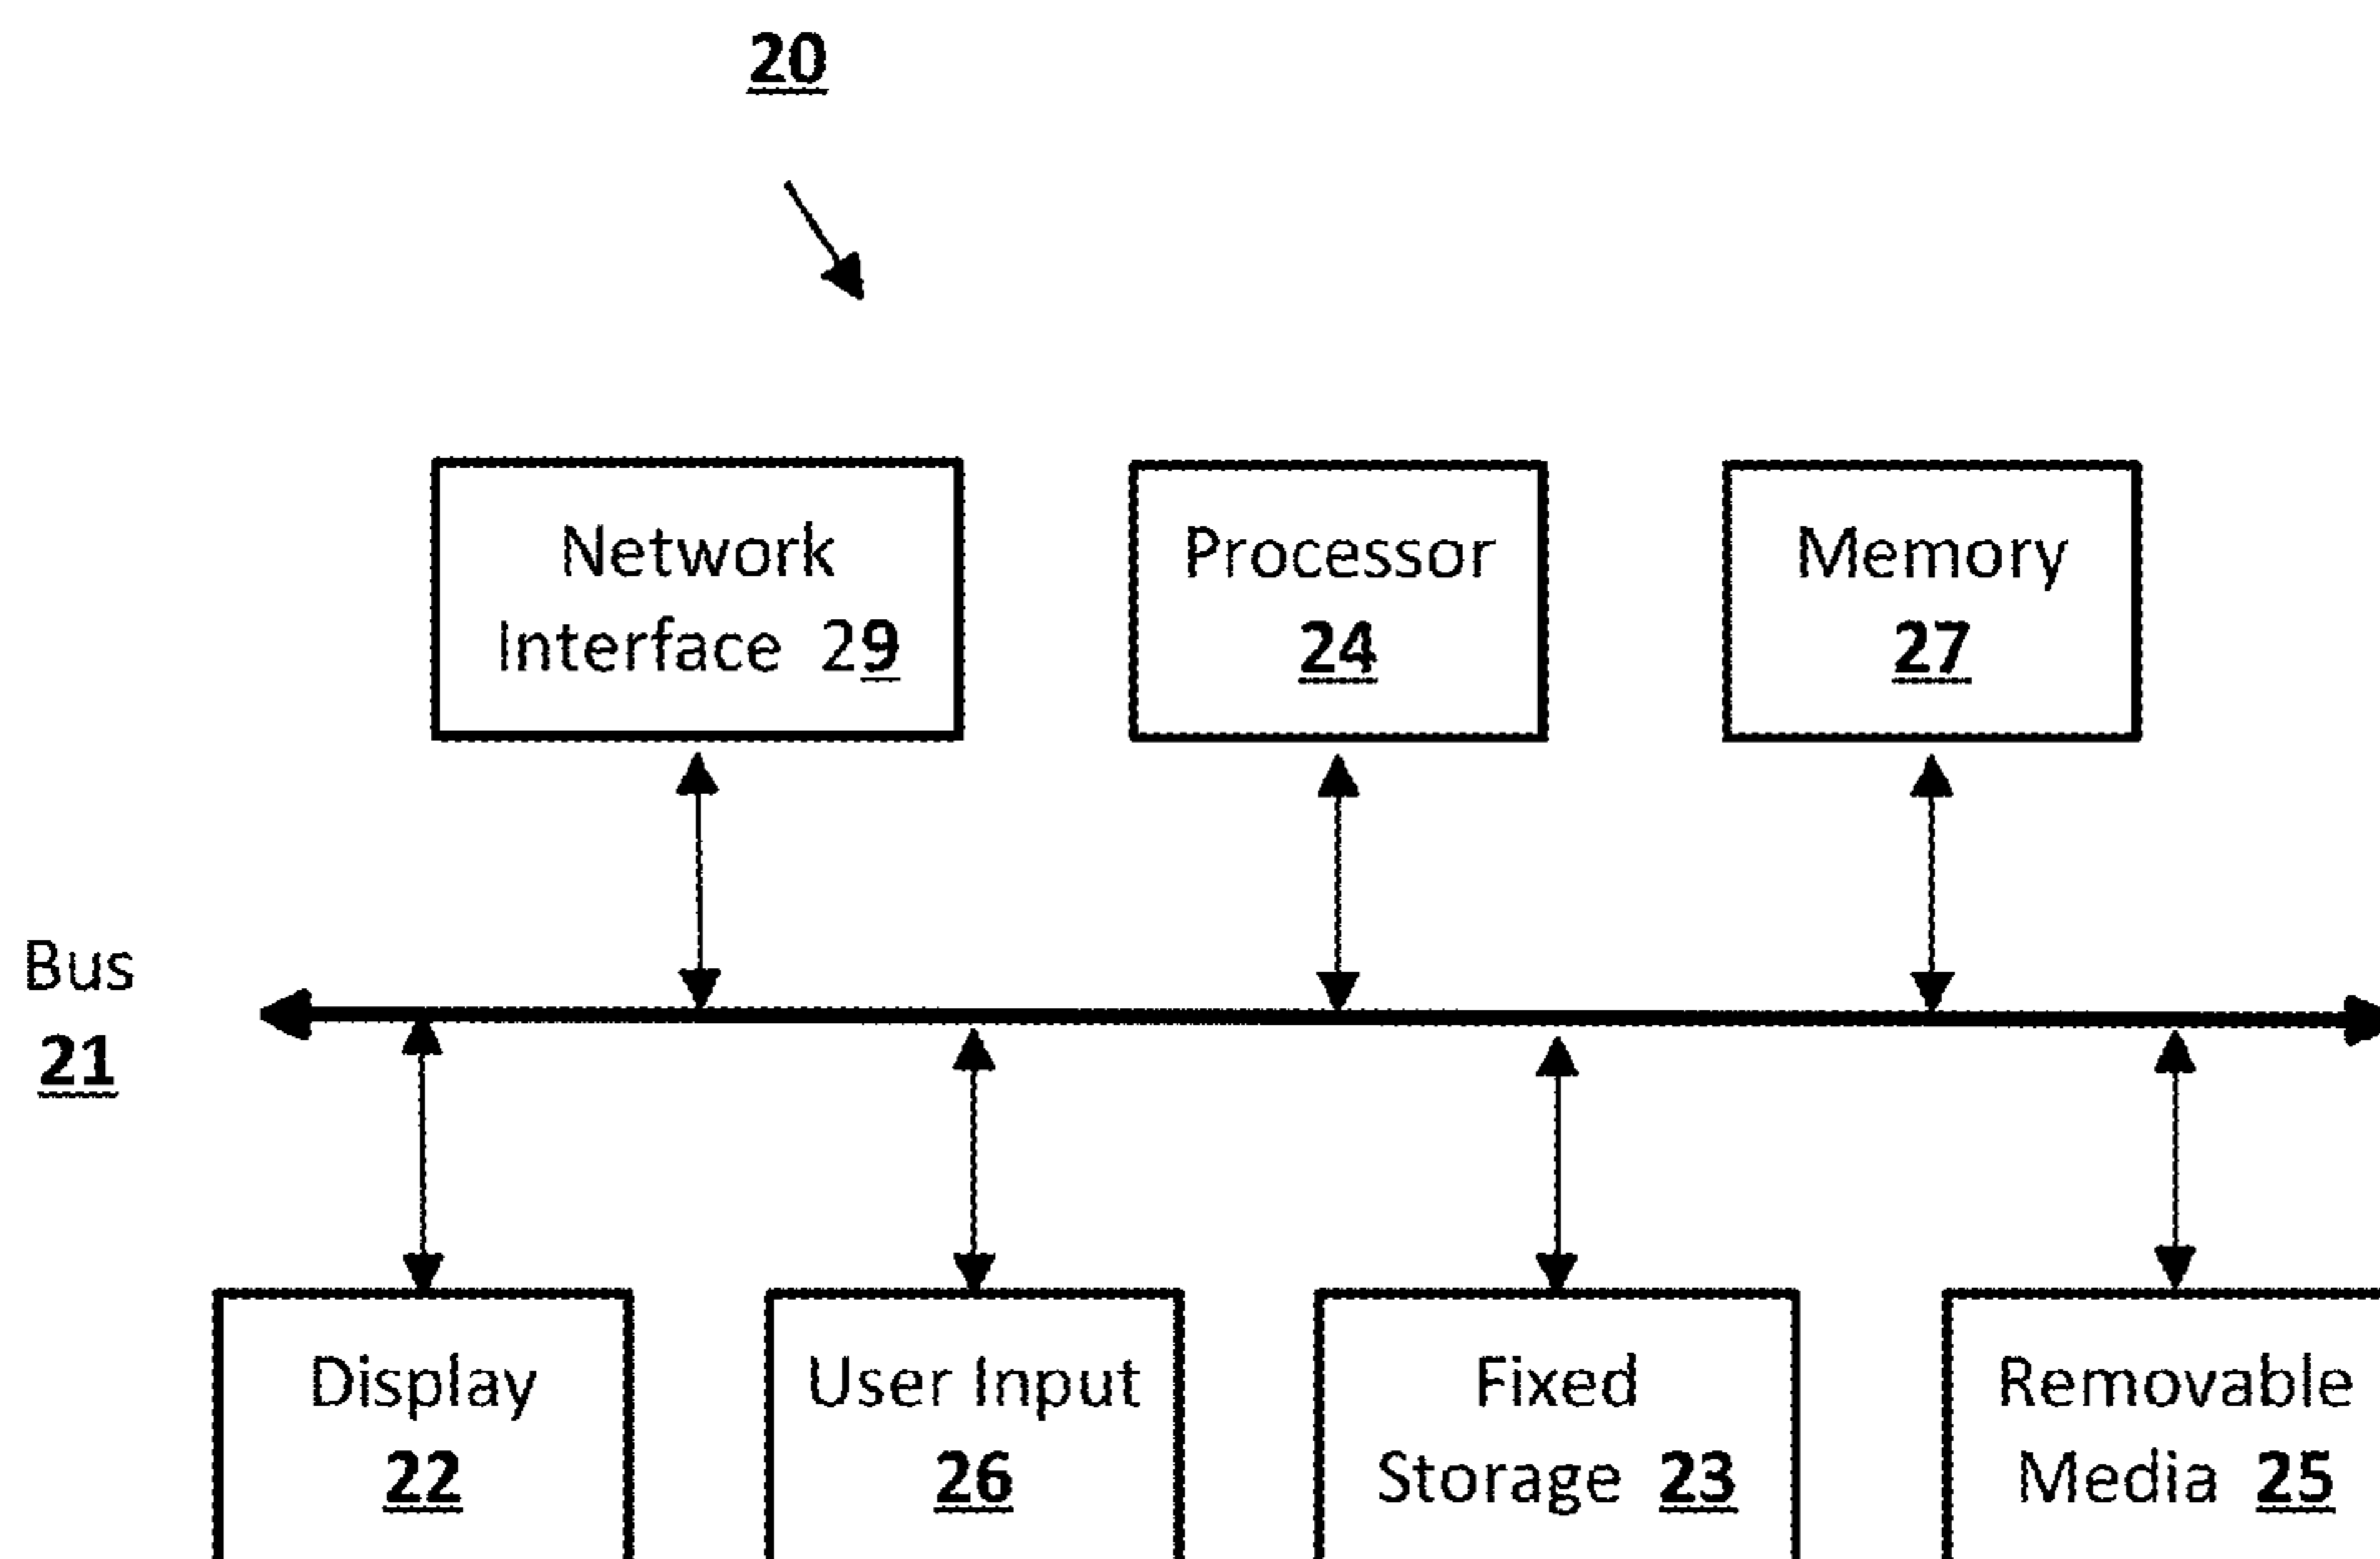 20
Network
Interface 29
Processor
24
Memory
27
Bus
21
Display
22
User Input
26
Fixed
Storage 23
Removable
Media 25